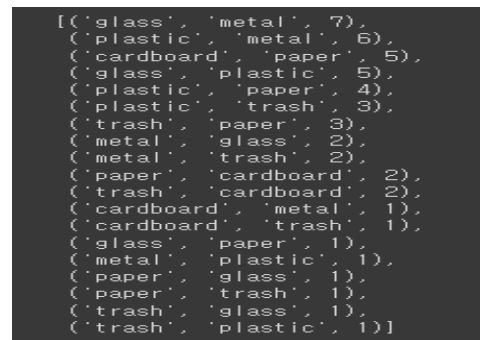 [('glass', 'metal', 7),
('plastic', 'metal', 6),
('cardboard', 'paper', 5),
('glass', 'plastic', 5),
('plastic', 'paper', 4),
('plastic', 'trash', 3),
('trash', 'paper', 3),
('metal', 'glass', 2),
('metal', 'trash', 2),
('paper', 'cardboard', 2),
('trash', 'cardboard', 2),
('cardboard', 'metal', 1),
('cardboard', 'trash', 1),
('glass', 'paper', 1),
('metal', 'plastic', 1),
('paper', 'glass', 1),
('paper', 'trash', 1),
('trash', 'glass', 1),
('trash', 'plastic', 1)]